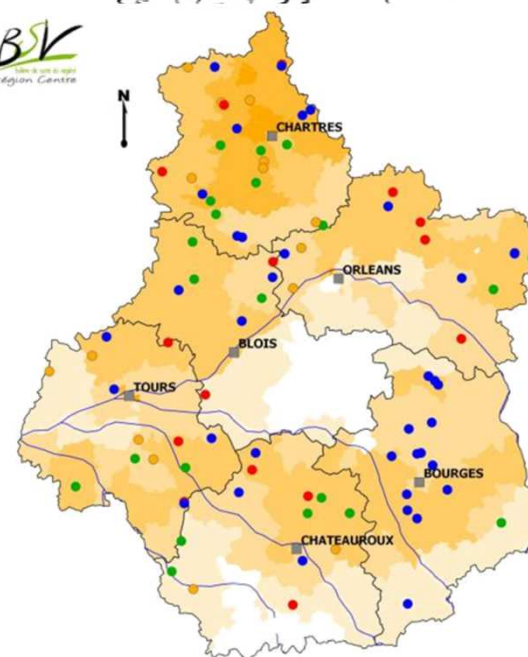 BSV
région Centre
N
CHARTRES
ORLEANS
BLOIS
TOURS
BOURGES
CHATEAUROUX